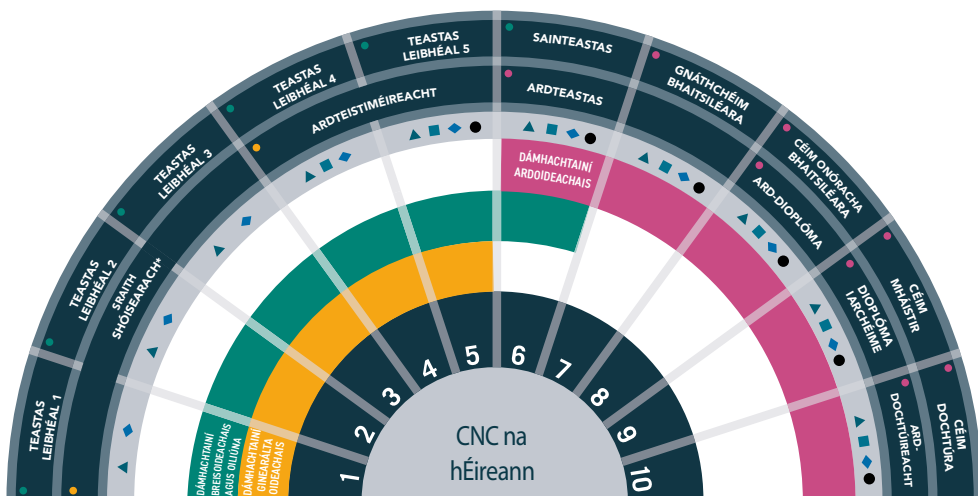 TEASTAS
LEIBHÉAL 1
TEASTAS
LEIBHÉAL 2
TEASTAS
LEIBHÉAL 3
TEASTAS
LEIBHÉAL 4
TEASTAS
LEIBHÉAL 5
SAINTEASTAS
GNÁTHCHÉIM
BHAITSILÉARA
CÉIM ONÓRACHA
BHAITSILÉARA
CÉIM
MHÁISTIR
CÉIM
DOCHTÚRA
SRAITH
SHÓISEARACH*
ARDTEISTIMÉIREACHT
ARDTEASTAS
ARD-DIOPLÓMA
DIOPLÓMA
IARCHÉIME
ARD-
DOCHTÚIREACHT
DÁMHACHTAINÍ
ARDOIDEACHAIS
DÁMHACHTAINÍ
BREISOIDEACHAIS
AGUS OILIÚNA
DÁMHACHTAINÍ
GINEARÁLTA
OIDEACHAIS
1
2
3
4
5
6
7
8
9
10
CNC na
hÉireann